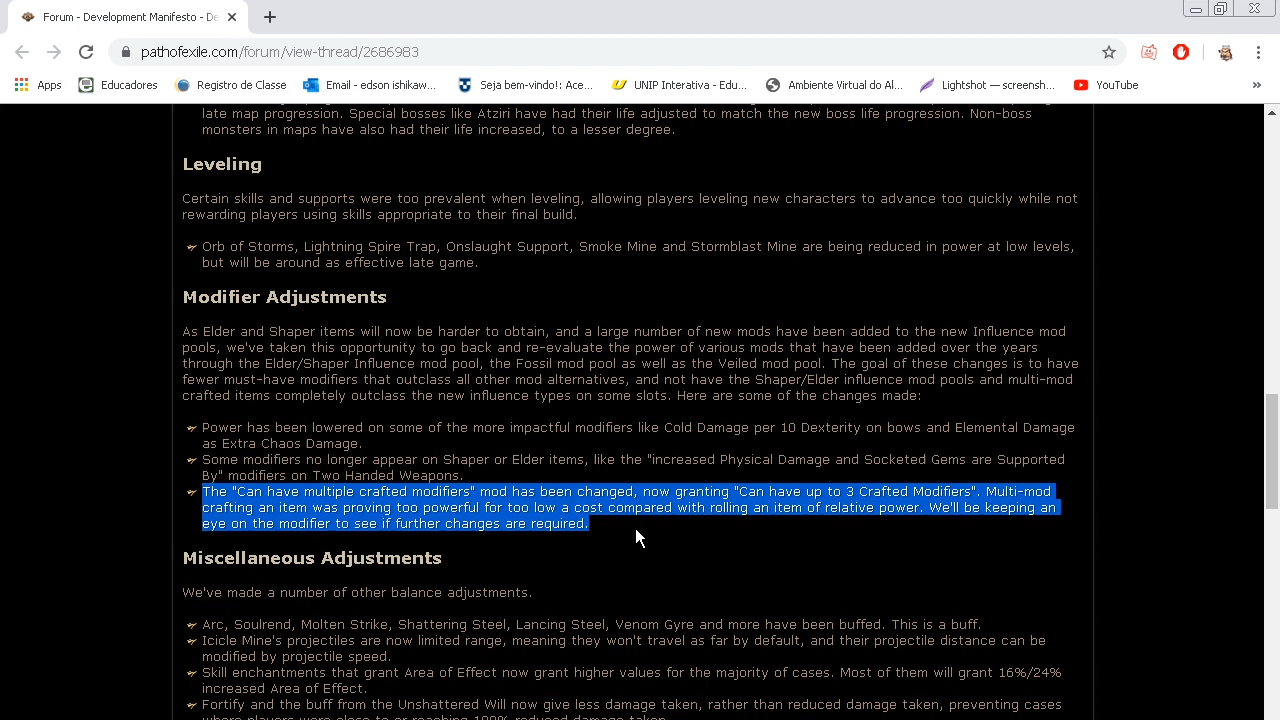 Forum - Development Manifesto - De
pathofexile.com/forum/view-thread/2686983
Apps Educadores Registro de Classe Email - edson ishikaw... Seja bem-vindo!: Ace... UNIP Interativa - Edu... Ambiente Virtual do Al... Lightshot — screensh... YouTube »
late map progression. Special bosses like Atziri have had their life adjusted to match the new boss life progression. Non-boss
monsters in maps have also had their life increased, to a lesser degree.
Leveling
Certain skills and supports were too prevalent when leveling, allowing players leveling new characters to advance too quickly while not
rewarding players using skills appropriate to their final build.
Orb of Storms, Lightning Spire Trap, Onslaught Support, Smoke Mine and Stormblast Mine are being reduced in power at low levels,
but will be around as effective late game.
Modifier Adjustments
As Elder and Shaper items will now be harder to obtain, and a large number of new mods have been added to the new Influence mod
pools, we've taken this opportunity to go back and re-evaluate the power of various mods that have been added over the years
through the Elder/Shaper Influence mod pool, the Fossil mod pool as well as the Veiled mod pool. The goal of these changes is to have
fewer must-have modifiers that outclass all other mod alternatives, and not have the Shaper/Elder influence mod pools and multi-mod
crafted items completely outclass the new influence types on some slots. Here are some of the changes made:
Power has been lowered on some of the more impactful modifiers like Cold Damage per 10 Dexterity on bows and Elemental Damage
as Extra Chaos Damage.
Some modifiers no longer appear on Shaper or Elder items, like the "increased Physical Damage and Socketed Gems are Supported
By" modifiers on Two Handed Weapons.
The "Can have multiple crafted modifiers" mod has been changed, now granting "Can have up to 3 Crafted Modifiers". Multi-mod
crafting an item was proving too powerful for too low a cost compared with rolling an item of relative power. We'll be keeping an
eye on the modifier to see if further changes are required.
Miscellaneous Adjustments
We've made a number of other balance adjustments.
Arc, Soulrend, Molten Strike, Shattering Steel, Lancing Steel, Venom Gyre and more have been buffed. This is a buff.
Icicle Mine's projectiles are now limited range, meaning they won't travel as far by default, and their projectile distance can be
modified by projectile speed.
Skill enchantments that grant Area of Effect now grant higher values for the majority of cases. Most of them will grant 16%/24%
increased Area of Effect.
Fortify and the buff from the Unshattered Will now give less damage taken, rather than reduced damage taken, preventing cases
where players were close to or reaching 100% reduced damage taken.